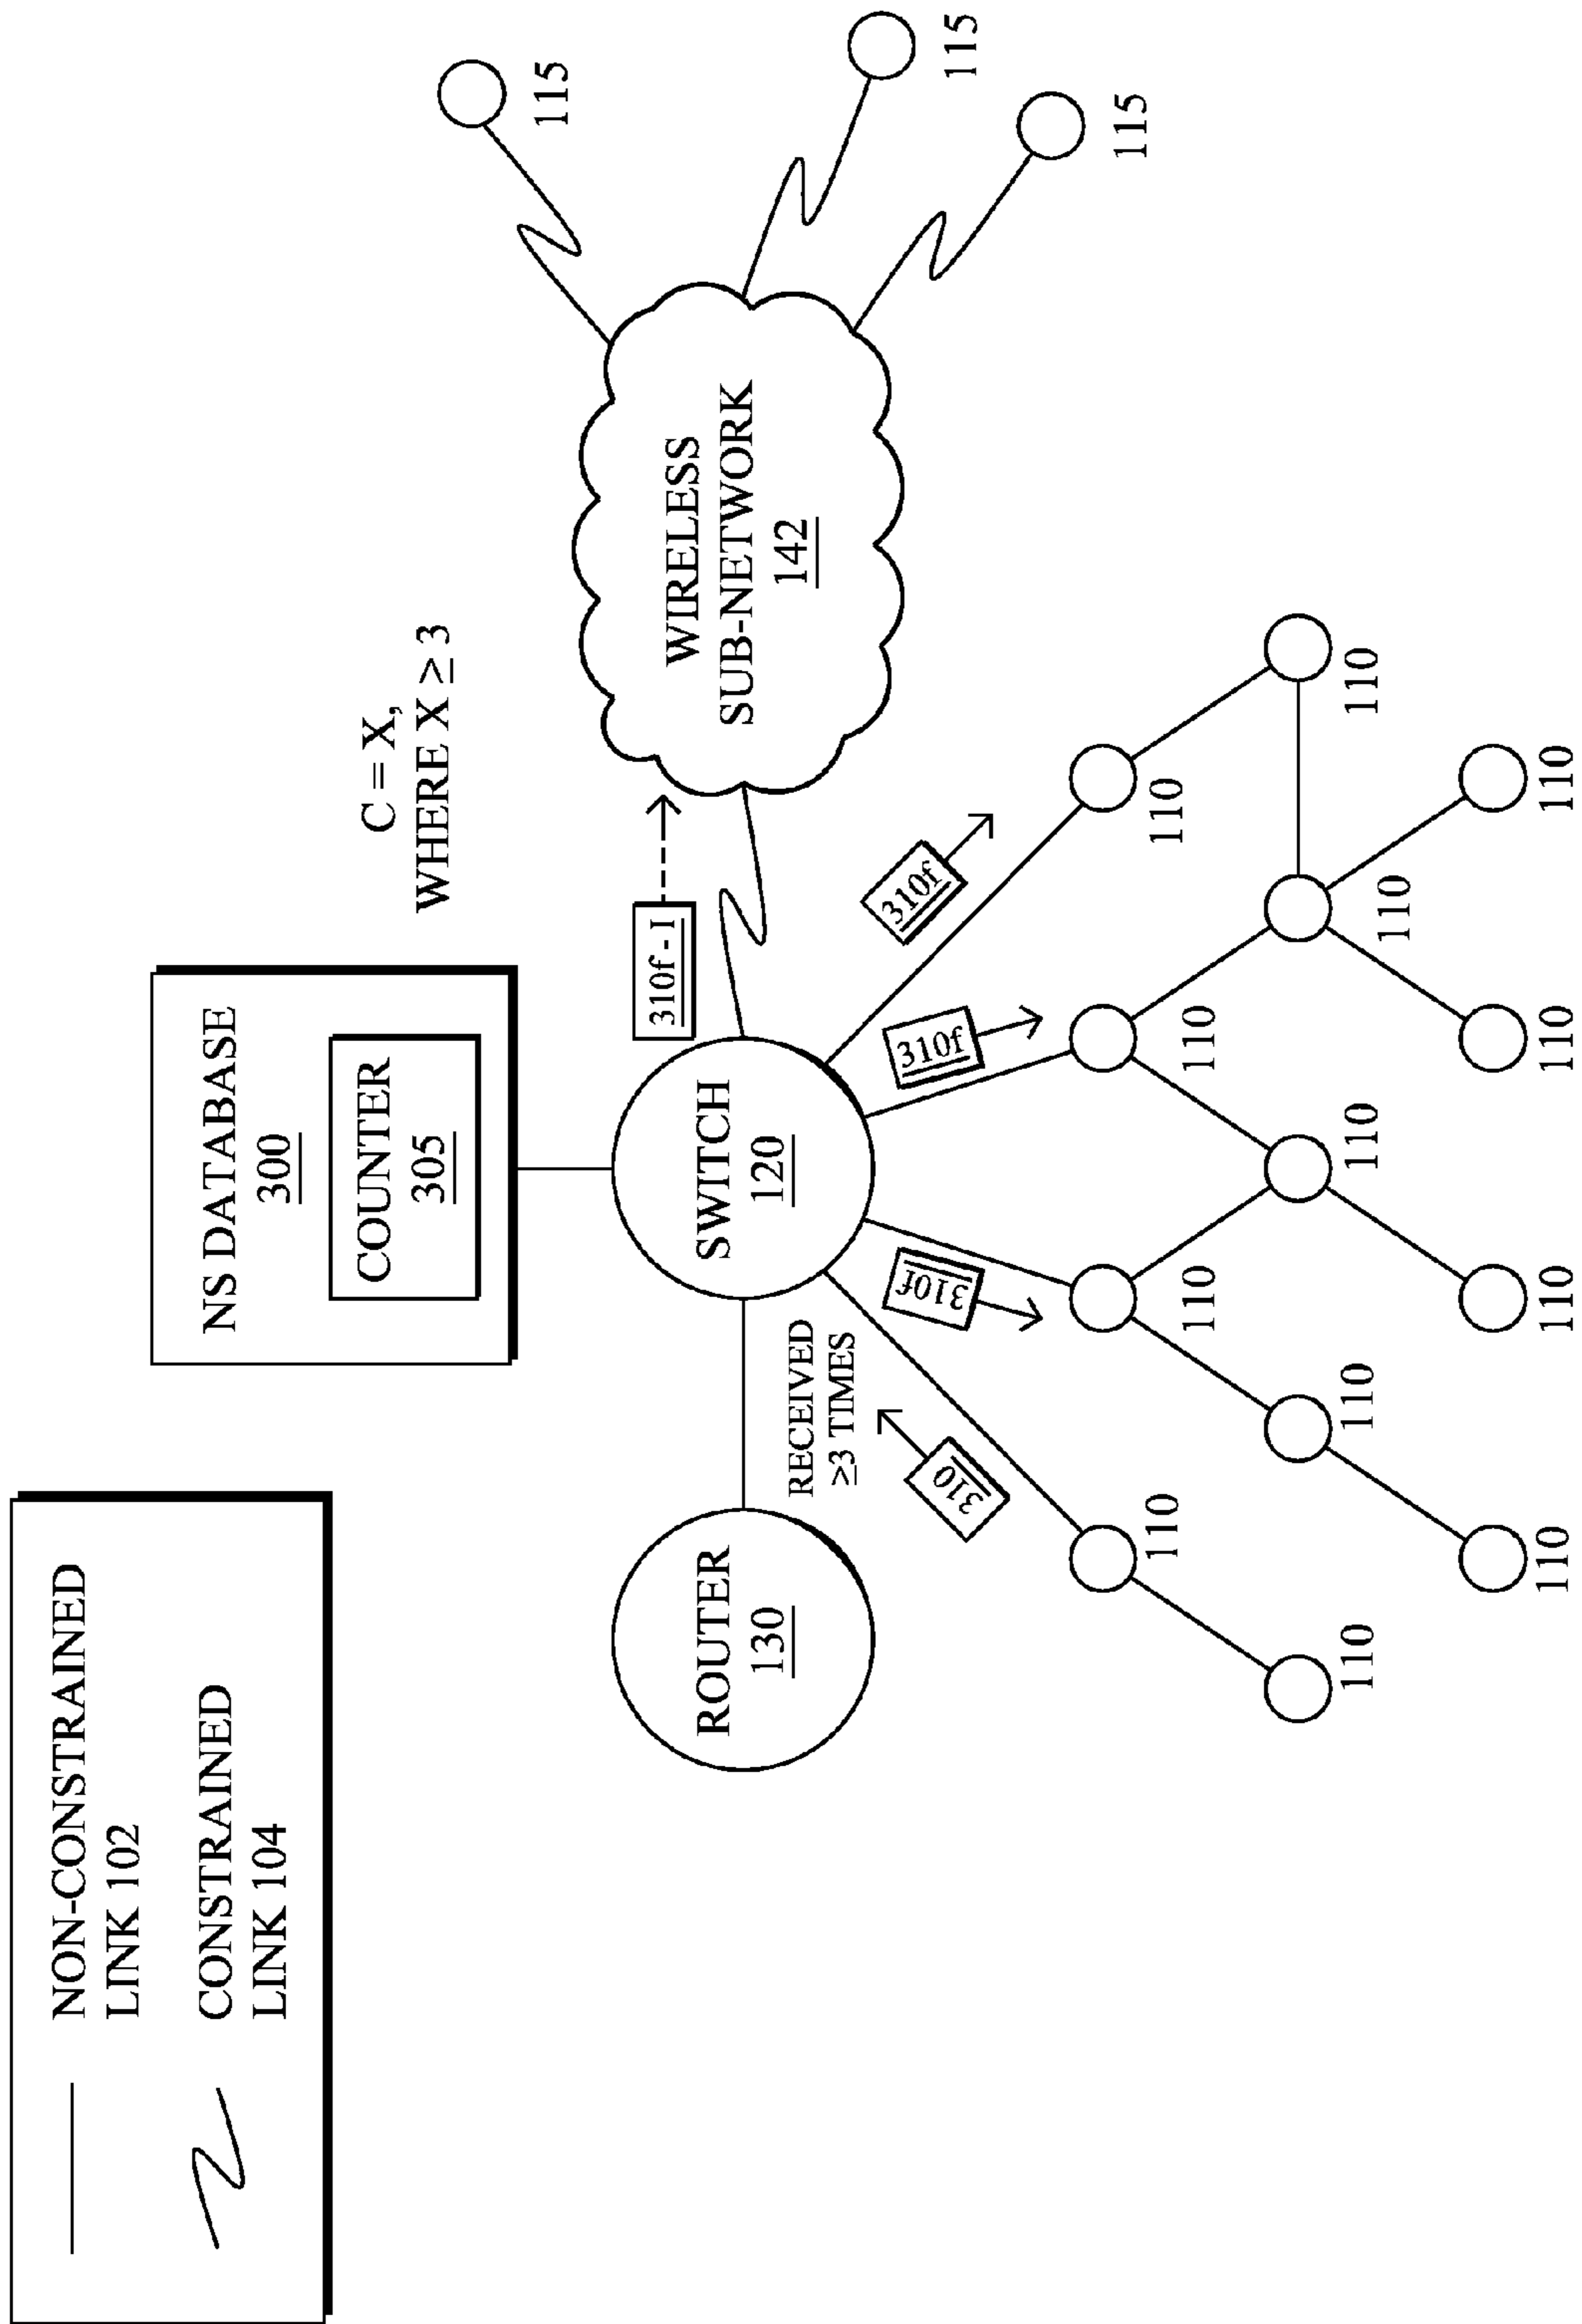 NON-CONSTRAINED
LINK 102
CONSTRAINED
LINK 104
NS DATABASE
300
COUNTER
305
C = X,
WHERE X ≥ 3
115
115
115
310f - I
WIRELESS
SUB-NETWORK
142
ROUTER
130
SWITCH
120
RECEIVED
≥3 TIMES
310
310f
310f
310f
110
110
110
110
110
110
110
110
110
110
110
110
110